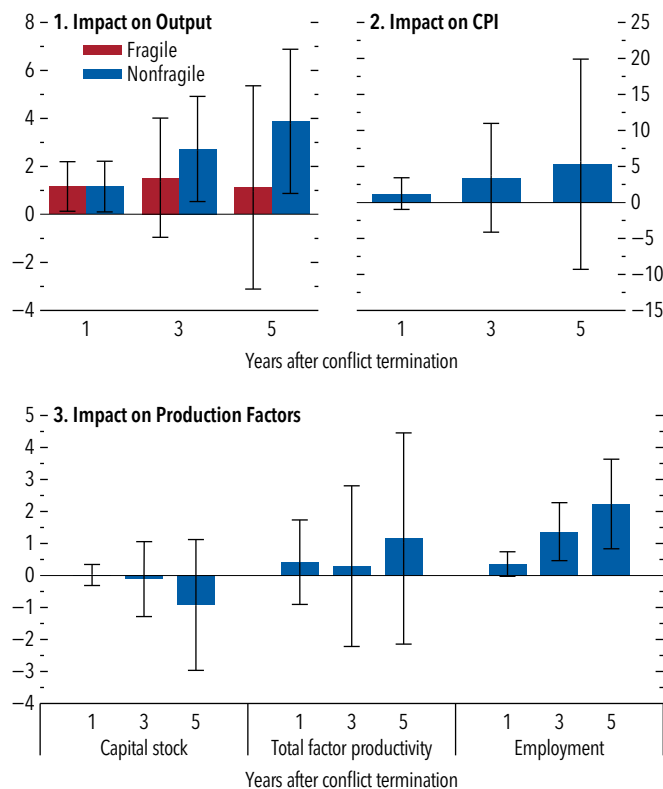 1. Impact on Output
Fragile
Nonfragile
8
6
4
2
0
−2
−4
1 3 5
2. Impact on CPI
25
20
15
10
5
0
−5
−10
−15
1 3 5
Years after conflict termination
3. Impact on Production Factors
5
4
3
2
1
0
−1
−2
−3
−4
1 3 5 1 3 5 1 3 5
Capital stock Total factor productivity Employment
Years after conflict termination